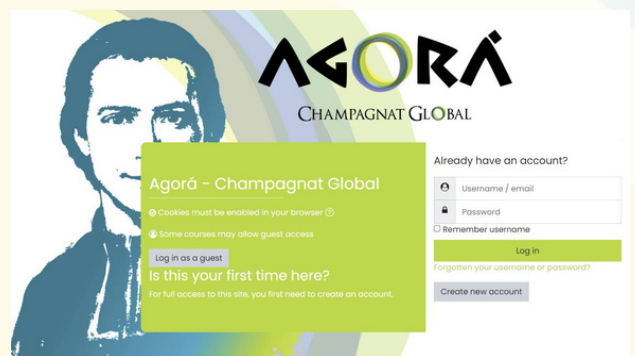 AGORÁ
CHAMPAGNAT GLOBAL
Agorá - Champagnat Global
Cookies must be enabled in your browser
Some courses may allow guest access
Log in as a guest
Is this your first time here?
For full access to this site, you first need to create an account.
Already have an account?
Username / email
Password
Remember username
Log in
Forgotten your username or password?
Create new account